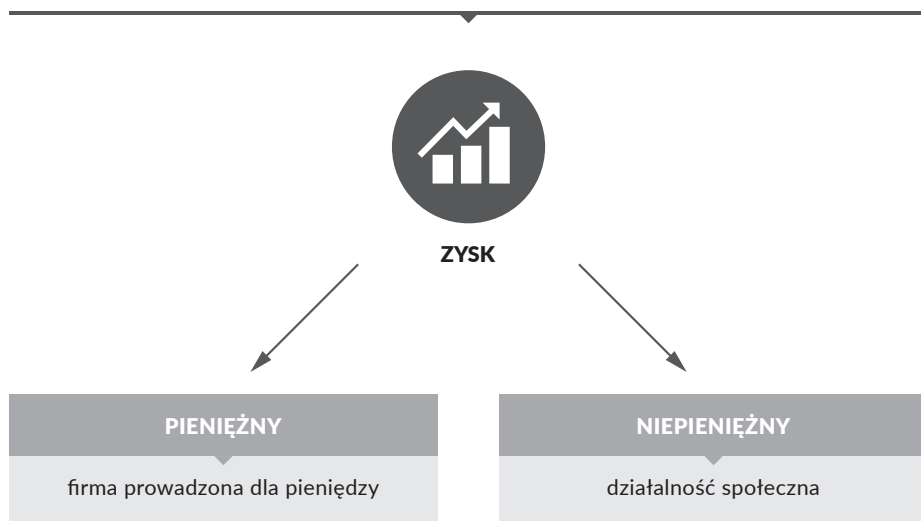 ZYSK
PIENIĘŻNY
NIEPIENIĘŻNY
firma prowadzona dla pieniędzy
działalność społeczna